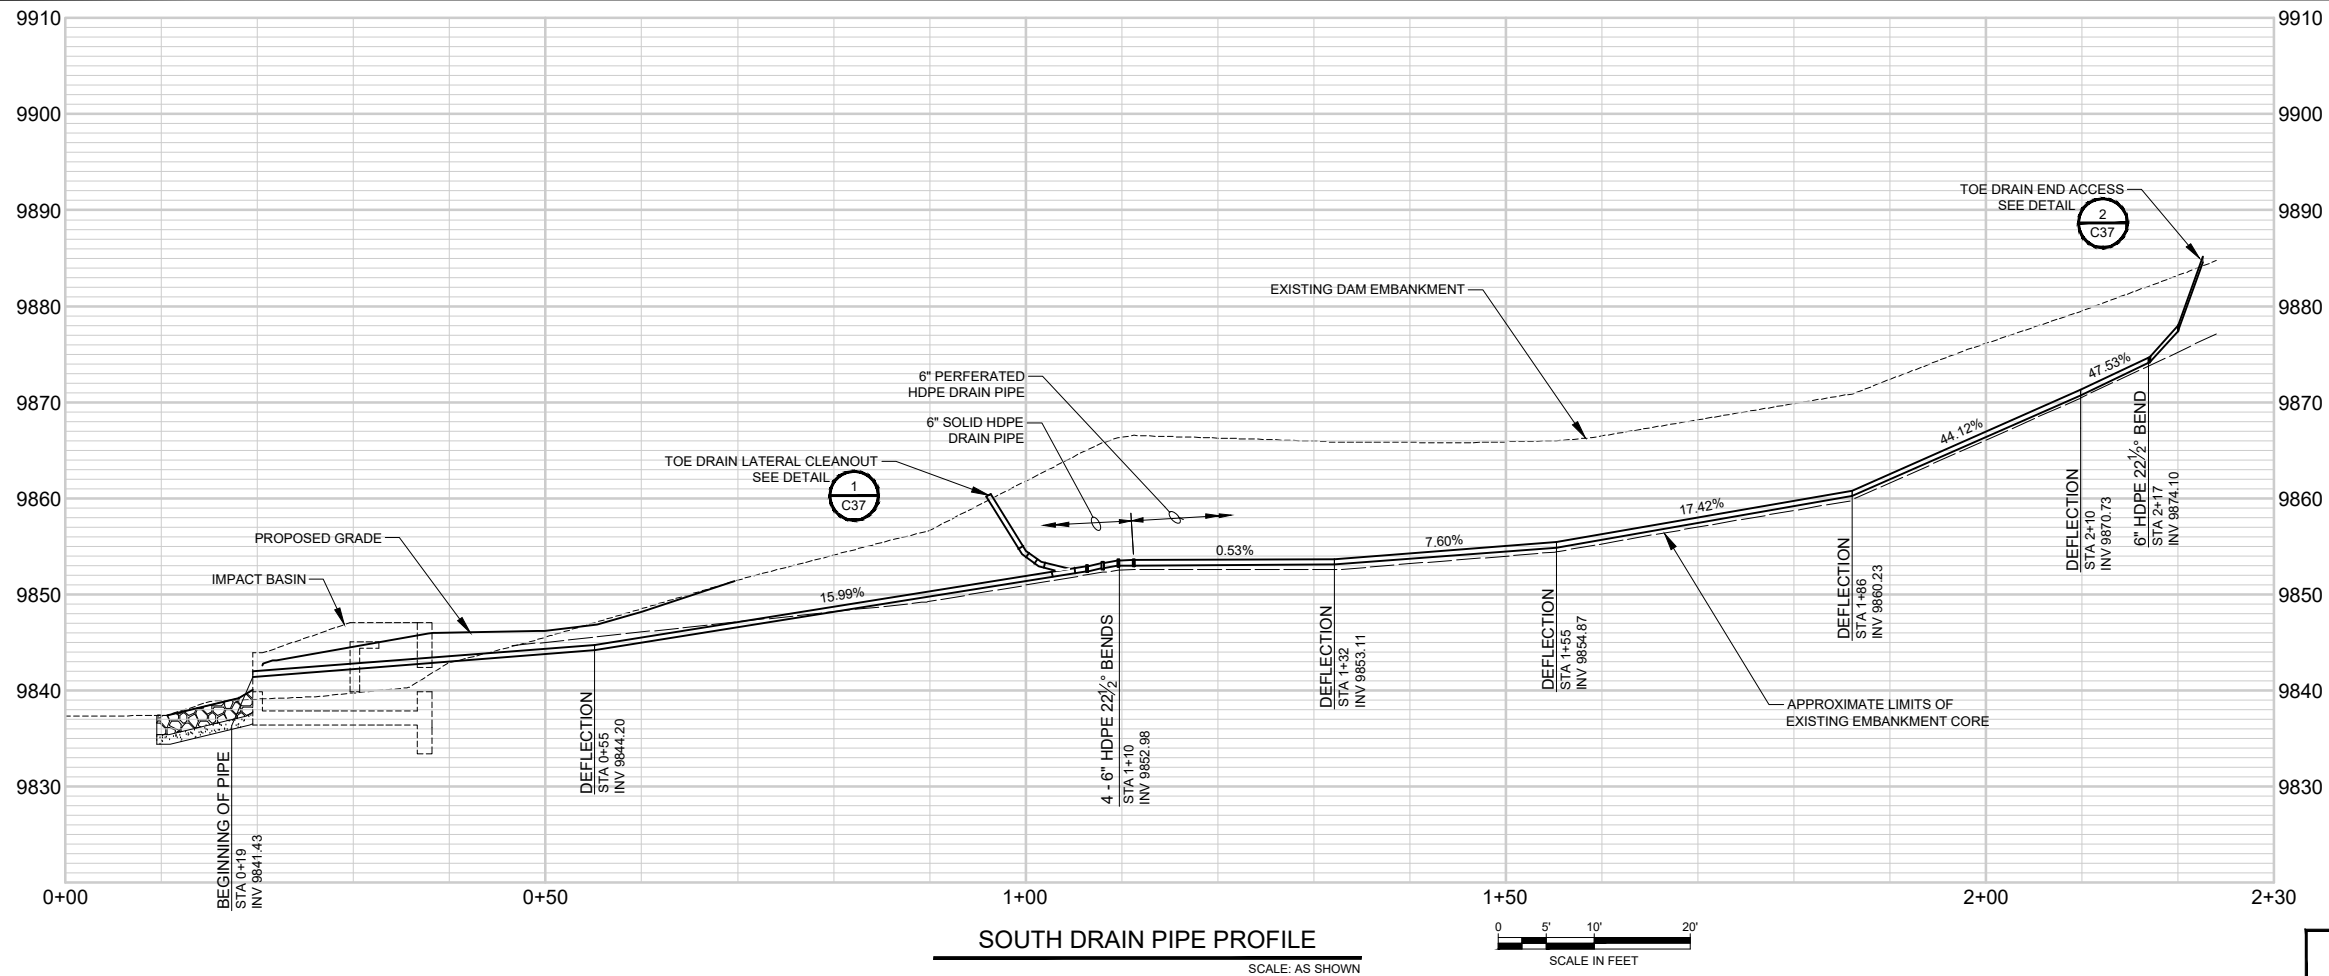 9910
9900
9890
9880
9870
9860
9850
9840
9830
9910
9900
9890
9880
9870
9860
9850
9840
9830
TOE DRAIN END ACCESS
SEE DETAIL
2
C37
EXISTING DAM EMBANKMENT
6" PERFERATED
HDPE DRAIN PIPE
6" SOLID HDPE
DRAIN PIPE
TOE DRAIN LATERAL CLEANOUT
SEE DETAIL
1
C37
PROPOSED GRADE
IMPACT BASIN
15.99%
0.53%
7.60%
17.42%
44.12%
47.53%
BEGINNING OF PIPE
STA 0+19
INV 9841.43
DEFLECTION
STA 0+55
INV 9844.20
4 - 6" HDPE 22½° BENDS
STA 1+10
INV 9852.98
DEFLECTION
STA 1+32
INV 9853.11
DEFLECTION
STA 1+55
INV 9854.87
DEFLECTION
STA 1+86
INV 9860.23
DEFLECTION
STA 2+10
INV 9870.73
6" HDPE 22½° BEND
STA 2+17
INV 9874.10
APPROXIMATE LIMITS OF
EXISTING EMBANKMENT CORE
0+00
0+50
1+00
1+50
2+00
2+30
SOUTH DRAIN PIPE PROFILE
SCALE: AS SHOWN
0 5' 10' 20'
SCALE IN FEET